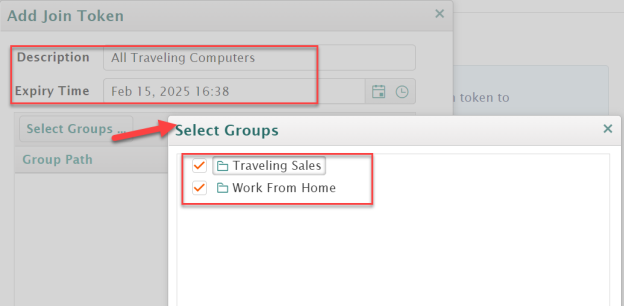 Add Join Token
Description All Traveling Computers
Expiry Time Feb 15, 2025 16:38
token to
Select Groups ...
Select Groups
Group Path
Traveling Sales
Work From Home